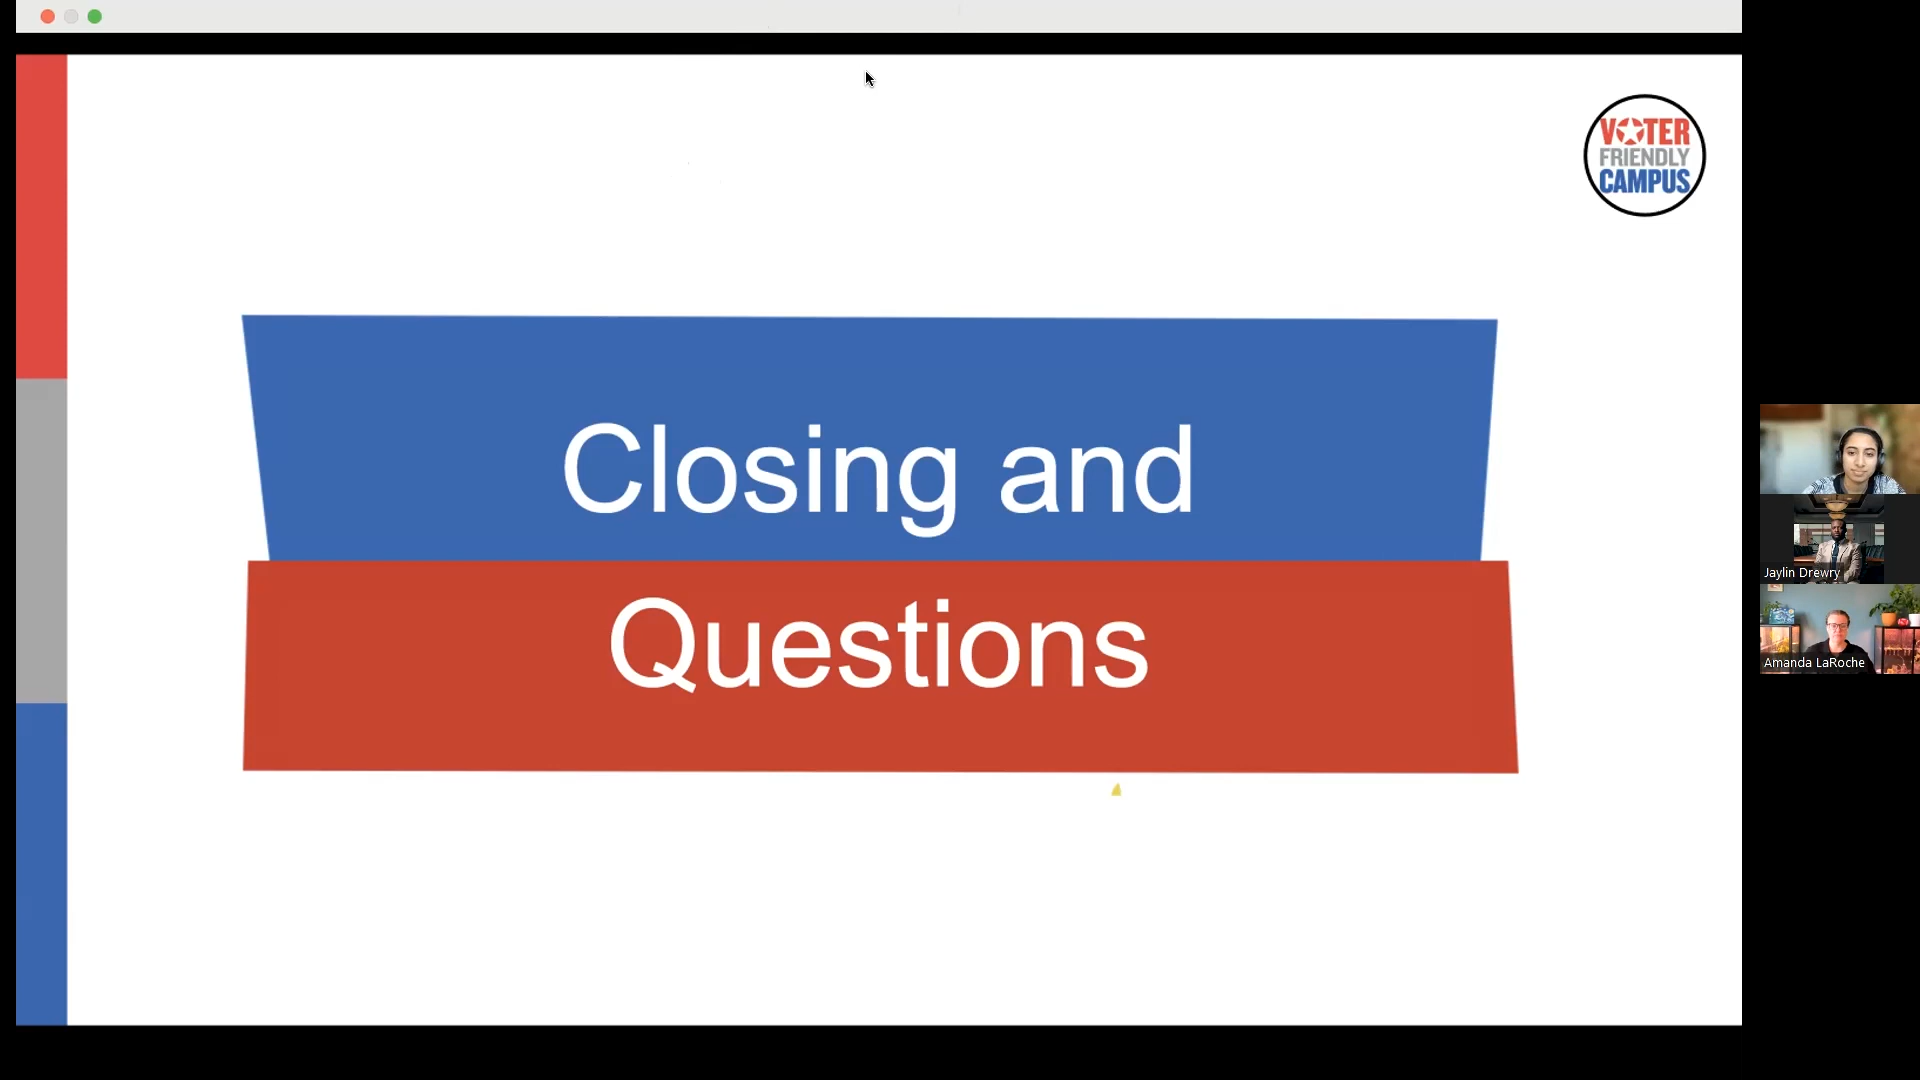 VOTER
FRIENDLY
CAMPUS
Closing and
Questions
Jaylin Drewry
Amanda LaRoche